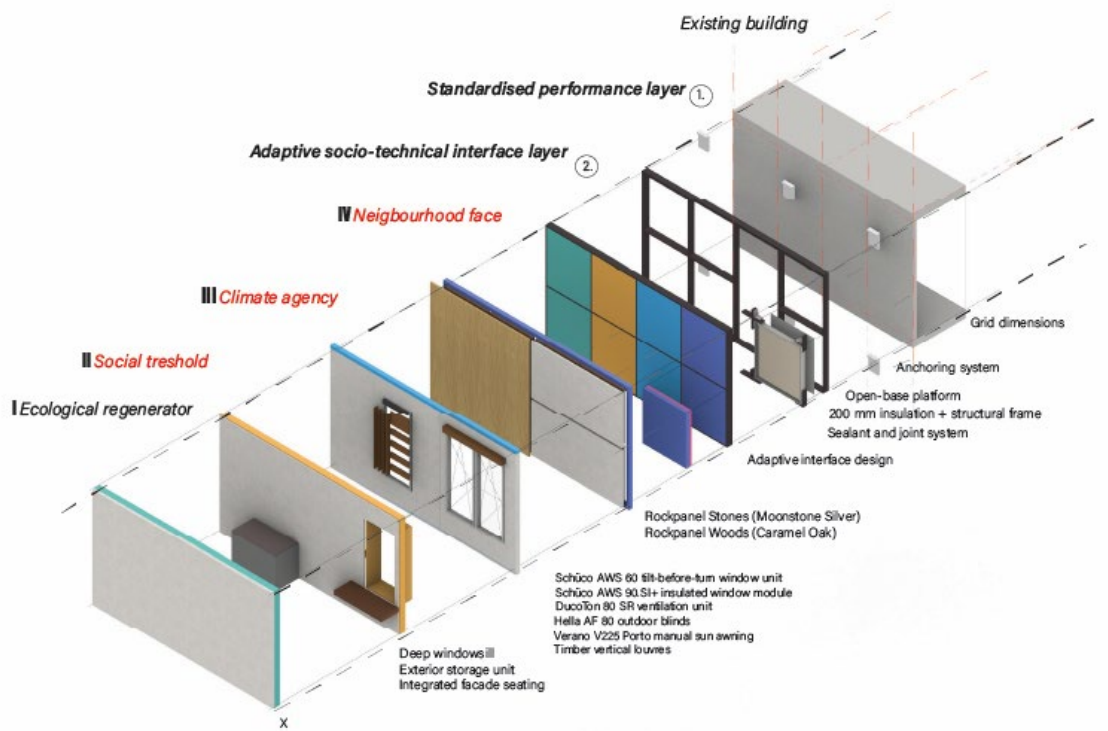 Existing building
Standardised performance layer 1.
Adaptive socio-technical interface layer 2.
IV Neigbourhood face
III Climate agency
II Social treshold
I Ecological regenerator
Grid dimensions
Anchoring system
Open-base platform
200 mm insulation + structural frame
Sealant and joint system
Adaptive interface design
Rockpanel Stones (Moonstone Silver)
Rockpanel Woods (Caramel Oak)
Schüco AWS 60 tilt-before-turn window unit
Schüco AWS 90.SI+ insulated window module
DucoTon 80 SR ventilation unit
Hella AF 80 outdoor blinds
Verano V225 Porto manual sun awning
Timber vertical louvres
Deep windowsill
Exterior storage unit
Integrated facade seating
X